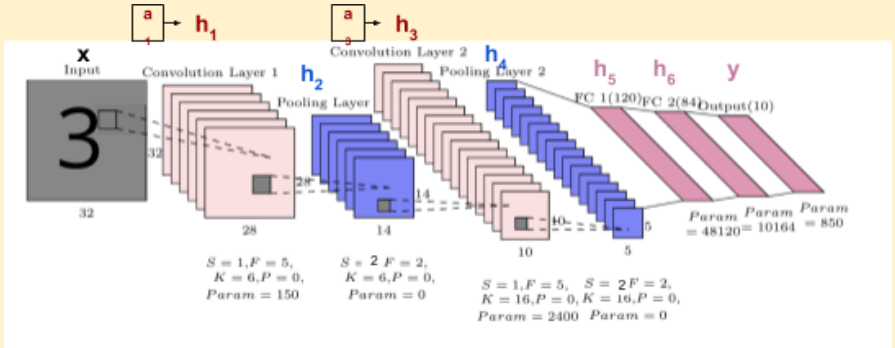 a
1
h1
a
3
h3
x
Input
Convolution Layer 1
h2
Pooling Layer
Convolution Layer 2
h4
Pooling Layer 2
h5
h6
y
FC 1(120)
FC 2(84)
Output(10)
3
32
32
28
28
14
14
10
10
5
5
S = 1, F = 5,
K = 6, P = 0,
Param = 150
S = 2 F = 2,
K = 6, P = 0,
Param = 0
S = 1, F = 5,
K = 16, P = 0,
Param = 2400
S = 2 F = 2,
K = 16, P = 0,
Param = 0
Param
= 48120
Param
= 10164
Param
= 850